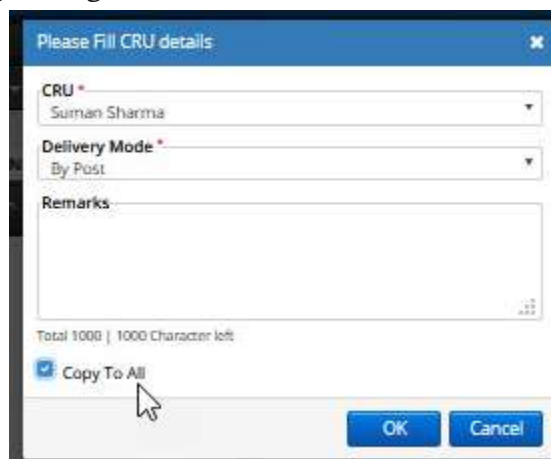 Please Fill CRU details
CRU *
Suman Sharma
Delivery Mode *
By Post
Remarks
Total 1000 | 1000 Character left
Copy To All
OK Cancel